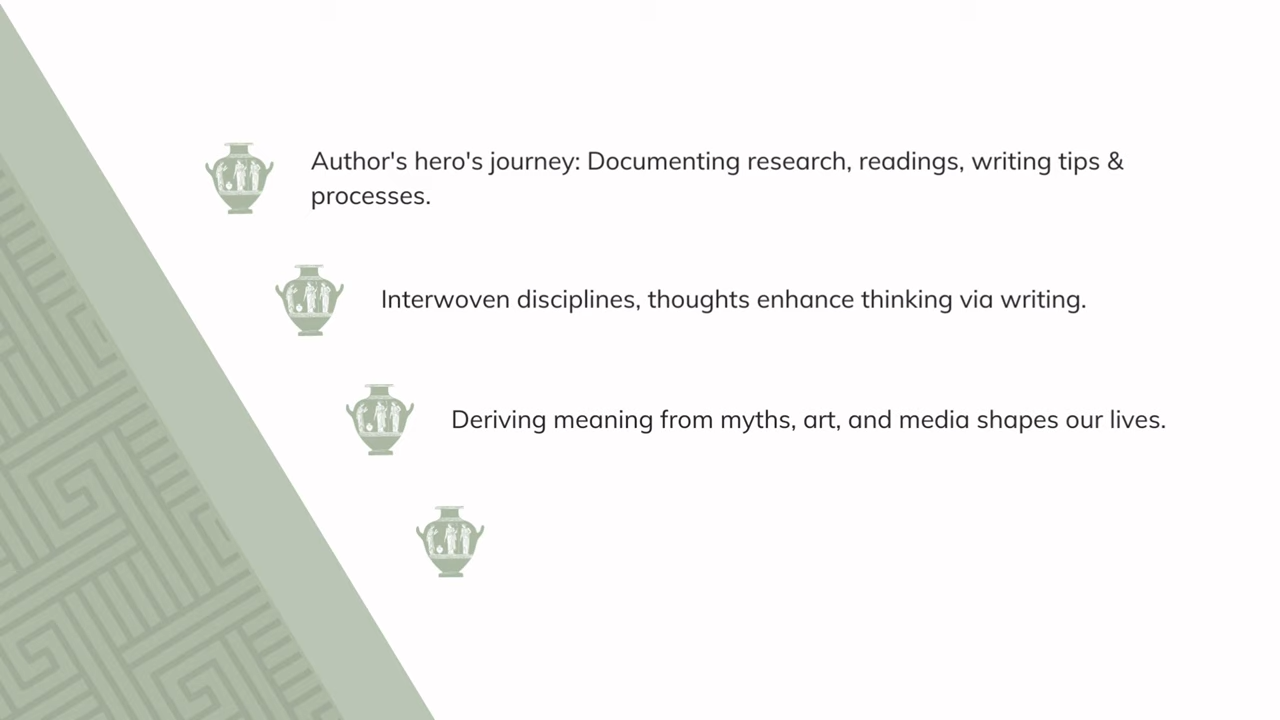 Author's hero's journey: Documenting research, readings, writing tips &
processes.
Interwoven disciplines, thoughts enhance thinking via writing.
Deriving meaning from myths, art, and media shapes our lives.